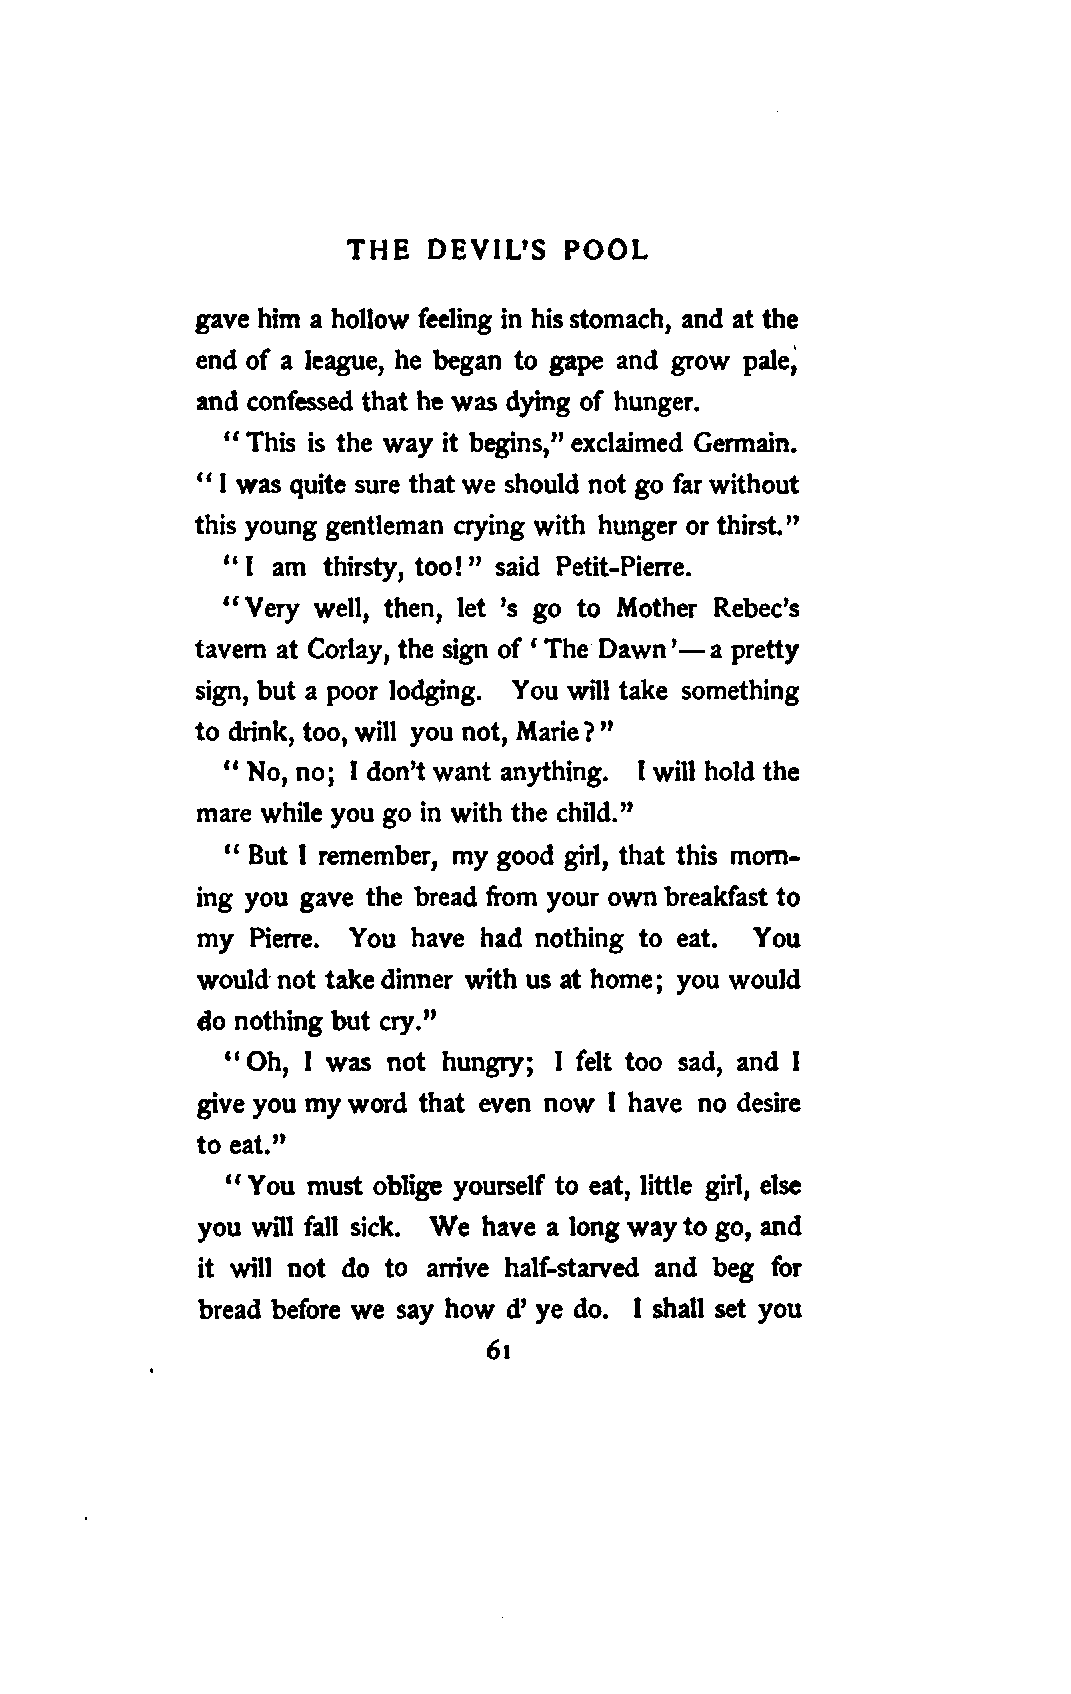 THE DEVIL'S POOL
gave him a hollow feeling in his stomach, and at the
end of a league, he began to gape and grow pale,
and confessed that he was dying of hunger.
"This is the way it begins," exclaimed Germain.
"I was quite sure that we should not go far without
this young gentleman crying with hunger or thirst."
"I am thirsty, too!" said Petit-Pierre.
"Very well, then, let 's go to Mother Rebec's
tavern at Corlay, the sign of 'The Dawn'—a pretty
sign, but a poor lodging. You will take something
to drink, too, will you not, Marie?"
"No, no; I don't want anything. I will hold the
mare while you go in with the child."
"But I remember, my good girl, that this morn-
ing you gave the bread from your own breakfast to
my Pierre. You have had nothing to eat. You
would not take dinner with us at home; you would
do nothing but cry."
"Oh, I was not hungry; I felt too sad, and I
give you my word that even now I have no desire
to eat."
"You must oblige yourself to eat, little girl, else
you will fall sick. We have a long way to go, and
it will not do to arrive half-starved and beg for
bread before we say how d' ye do. I shall set you
61